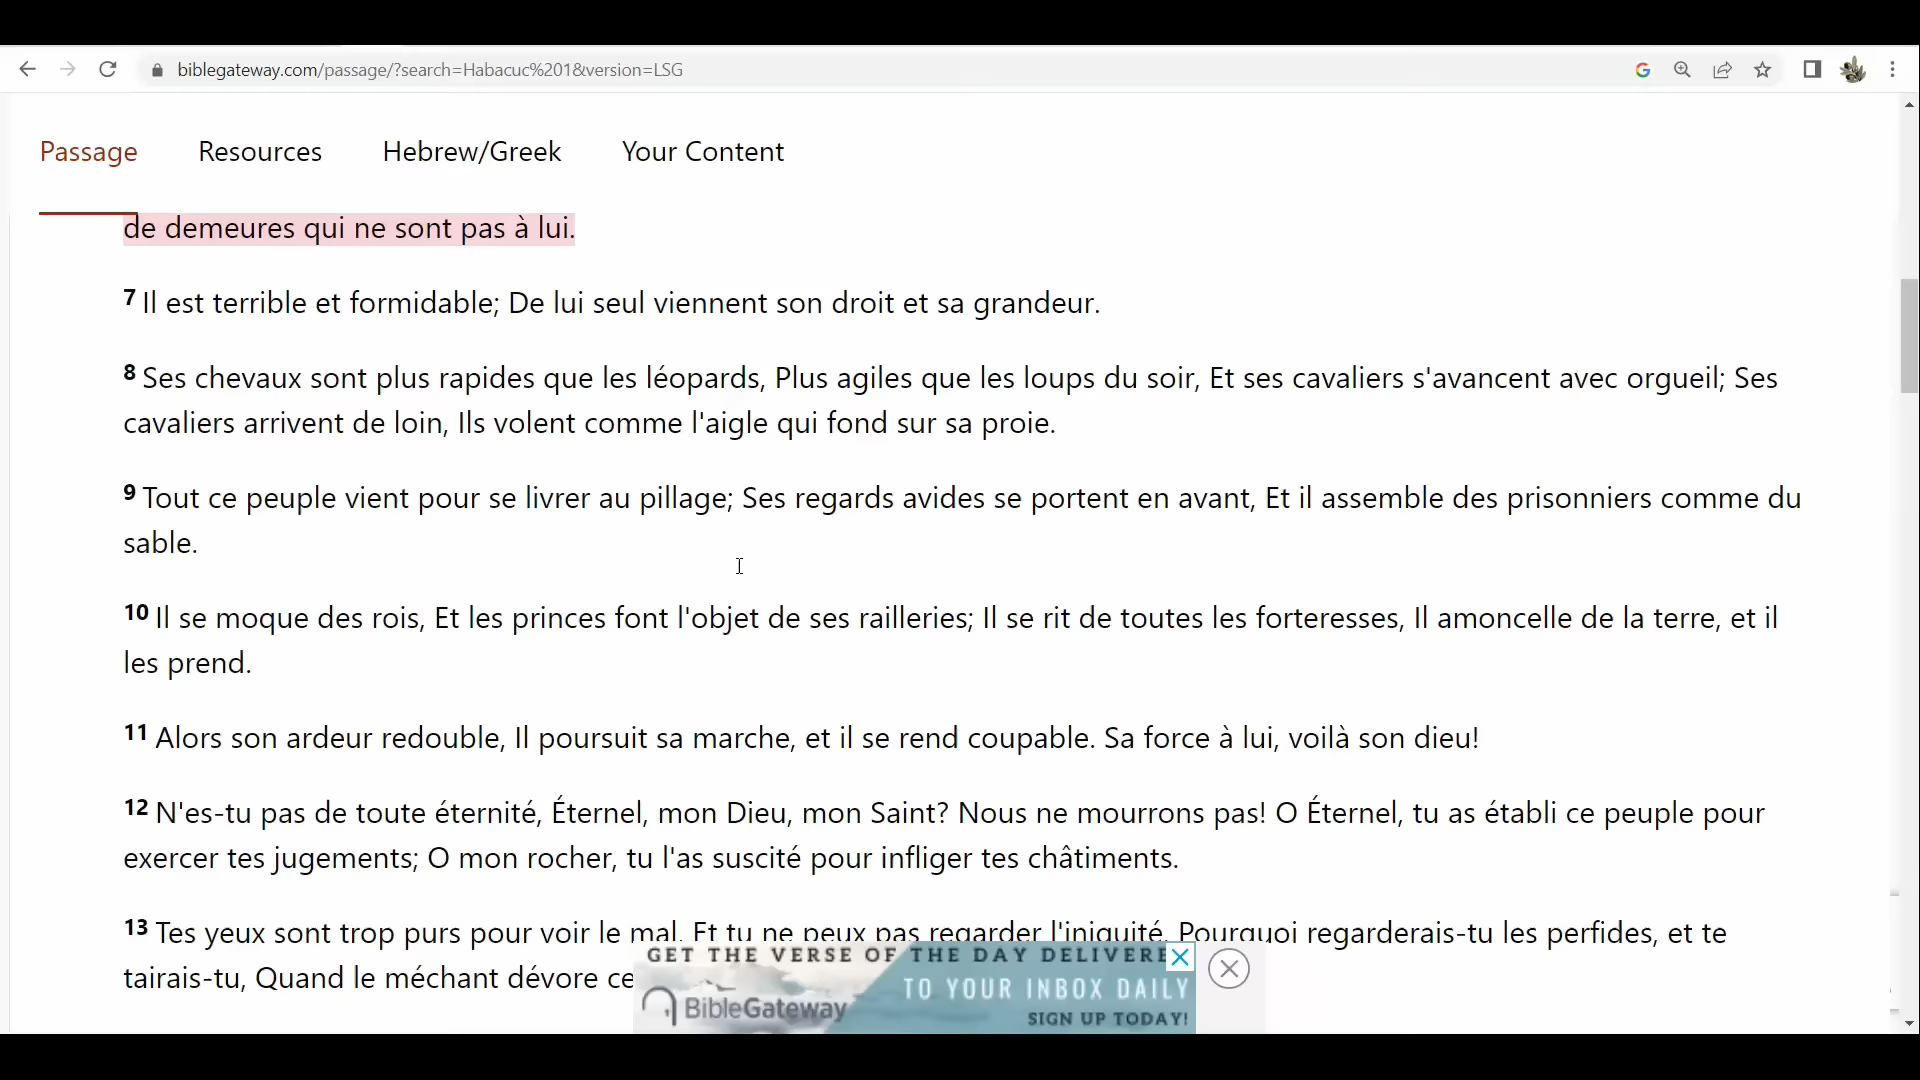 biblegateway.com/passage/?search=Habacuc%201&version=LSG
Passage Resources Hebrew/Greek Your Content
de demeures qui ne sont pas à lui.
7 Il est terrible et formidable; De lui seul viennent son droit et sa grandeur.
8 Ses chevaux sont plus rapides que les léopards, Plus agiles que les loups du soir, Et ses cavaliers s'avancent avec orgueil; Ses
cavaliers arrivent de loin, Ils volent comme l'aigle qui fond sur sa proie.
9 Tout ce peuple vient pour se livrer au pillage; Ses regards avides se portent en avant, Et il assemble des prisonniers comme du
sable.
10 Il se moque des rois, Et les princes font l'objet de ses railleries; Il se rit de toutes les forteresses, Il amoncelle de la terre, et il
les prend.
11 Alors son ardeur redouble, Il poursuit sa marche, et il se rend coupable. Sa force à lui, voilà son dieu!
12 N'es-tu pas de toute éternité, Éternel, mon Dieu, mon Saint? Nous ne mourrons pas! O Éternel, tu as établi ce peuple pour
exercer tes jugements; O mon rocher, tu l'as suscité pour infliger tes châtiments.
13 Tes yeux sont trop purs pour voir le mal, Et tu ne peux pas regarder l'iniquité. Pourquoi regarderais-tu les perfides, et te
tairais-tu, Quand le méchant dévore ce
GET THE VERSE OF THE DAY DELIVERE
TO YOUR INBOX DAILY
BibleGateway
SIGN UP TODAY!